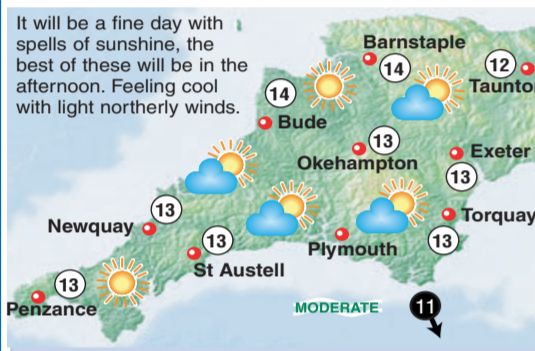 It will be a fine day with
spells of sunshine, the
best of these will be in the
afternoon. Feeling cool
with light northerly winds.
Barnstaple
14
12
Taunto
14
Bude
13
Okehampton
Exeter
13
13
Newquay
Torquay
13
Plymouth
13
St Austell
13
Penzance
MODERATE
11